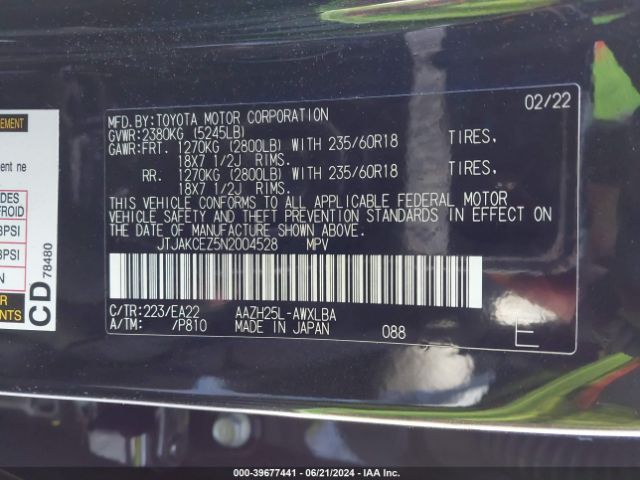 MFD.BY:TOYOTA MOTOR CORPORATION 02/22
GVWR:2380KG (5245LB)
GAWR:FRT. 1270KG (2800LB) WITH 235/60R18 TIRES,
18X7 1/2J RIMS.
RR. 1270KG (2800LB) WITH 235/60R18 TIRES,
18X7 1/2J RIMS.
THIS VEHICLE CONFORMS TO ALL APPLICABLE FEDERAL MOTOR
VEHICLE SAFETY AND THEFT PREVENTION STANDARDS IN EFFECT ON
THE DATE OF MANUFACTURE SHOWN ABOVE.
JTJAKCEZ5N2004528 MPV
C/TR:223/EA22 AAZH25L-AWXLBA
A/TM: /P810 MADE IN JAPAN 088 E
CD 78480
000-39677441 - 06/21/2024 - IAA Inc.